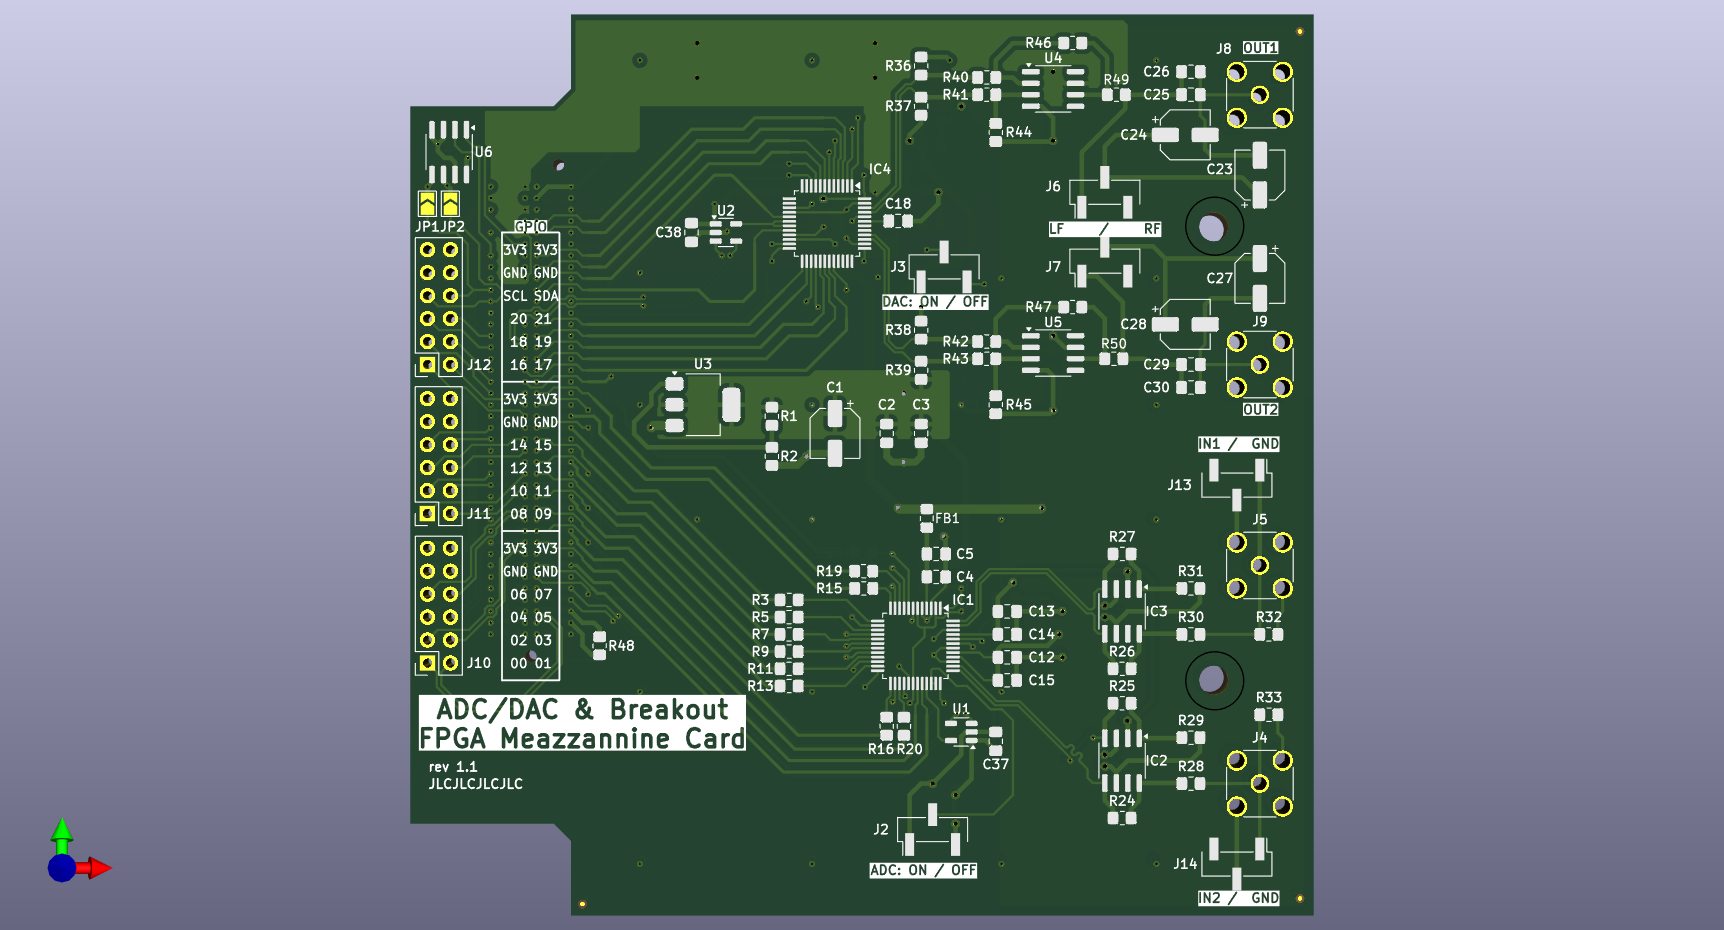 R46
J8 OUT1
U4
R36
C26
R40
R49
R41
C25
R37
R44
C24
U6
IC4
C23
J6
JP1 JP2
C18
U2
GPIO
C38
LF / RF
3V3 3V3
J3
J7
GND GND
C27
SCL SDA
DAC: ON / OFF
R47
20 21
U5
J9
R38
C28
18 19
R42
R50
R43
16 17
J12
U3
C29
R39
C30
C1
3V3 3V3
R1
C2 C3
R45
OUT2
GND GND
14 15
IN1 / GND
R2
12 13
J13
10 11
08 09
J11
FB1
J5
R27
3V3 3V3
C5
GND GND
R19
C4
R31
R15
06 07
R3
IC1
C13
IC3
04 05
R5
R30
R32
02 03
R7
C14
R48
R9
C12
R26
00 01
J10
R11
C15
R13
R25
R33
ADC/DAC & Breakout
FPGA Meazzannine Card
U1
R29
J4
R16 R20
C37
IC2
rev 1.1
R28
JLCJLCJLCJLC
R24
J2
J14
ADC: ON / OFF
IN2 / GND